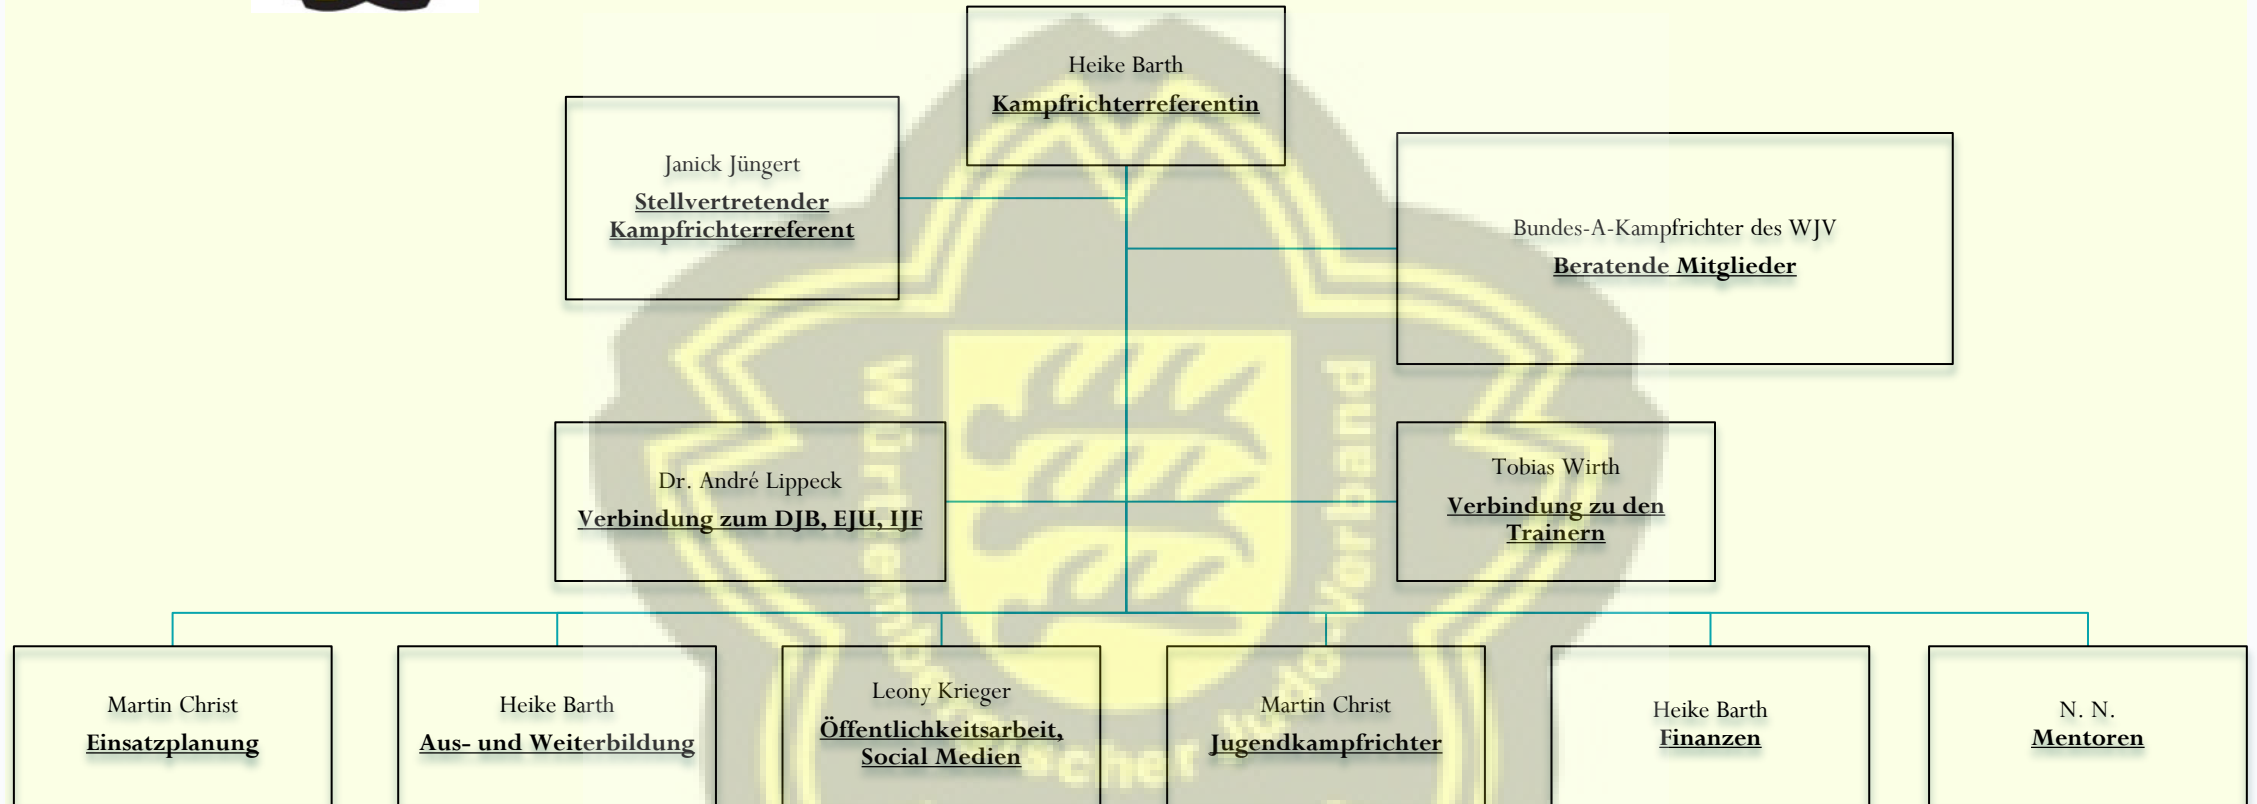 Heike Barth
Kampfrichterreferentin
Janick Jüngert
Stellvertretender
Kampfrichterreferent
Bundes-A-Kampfrichter des WJV
Beratende Mitglieder
Dr. André Lippeck
Verbindung zum DJB, EJU, IJF
Tobias Wirth
Verbindung zu den
Trainern
Martin Christ
Einsatzplanung
Heike Barth
Aus- und Weiterbildung
Leony Krieger
Öffentlichkeitsarbeit,
Social Medien
Martin Christ
Jugendkampfrichter
Heike Barth
Finanzen
N. N.
Mentoren